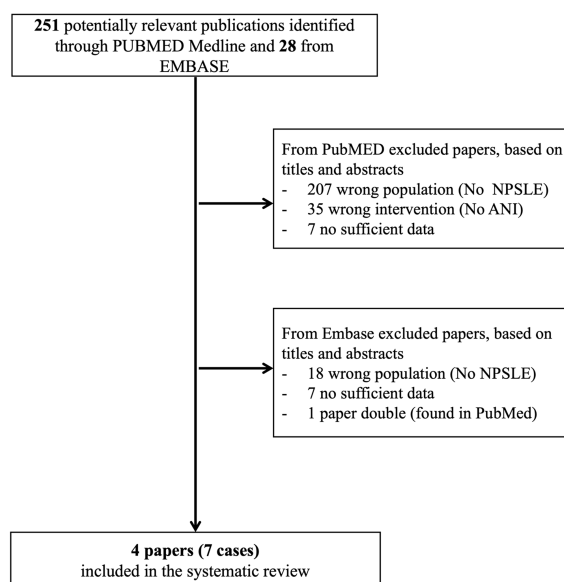 251 potentially relevant publications identified
through PUBMED Medline and 28 from
EMBASE
From PubMED excluded papers, based on
titles and abstracts
- 207 wrong population (No NPSLE)
- 35 wrong intervention (No ANI)
- 7 no sufficient data
From Embase excluded papers, based on
titles and abstracts
- 18 wrong population (No NPSLE)
- 7 no sufficient data
- 1 paper double (found in PubMed)
4 papers (7 cases)
included in the systematic review